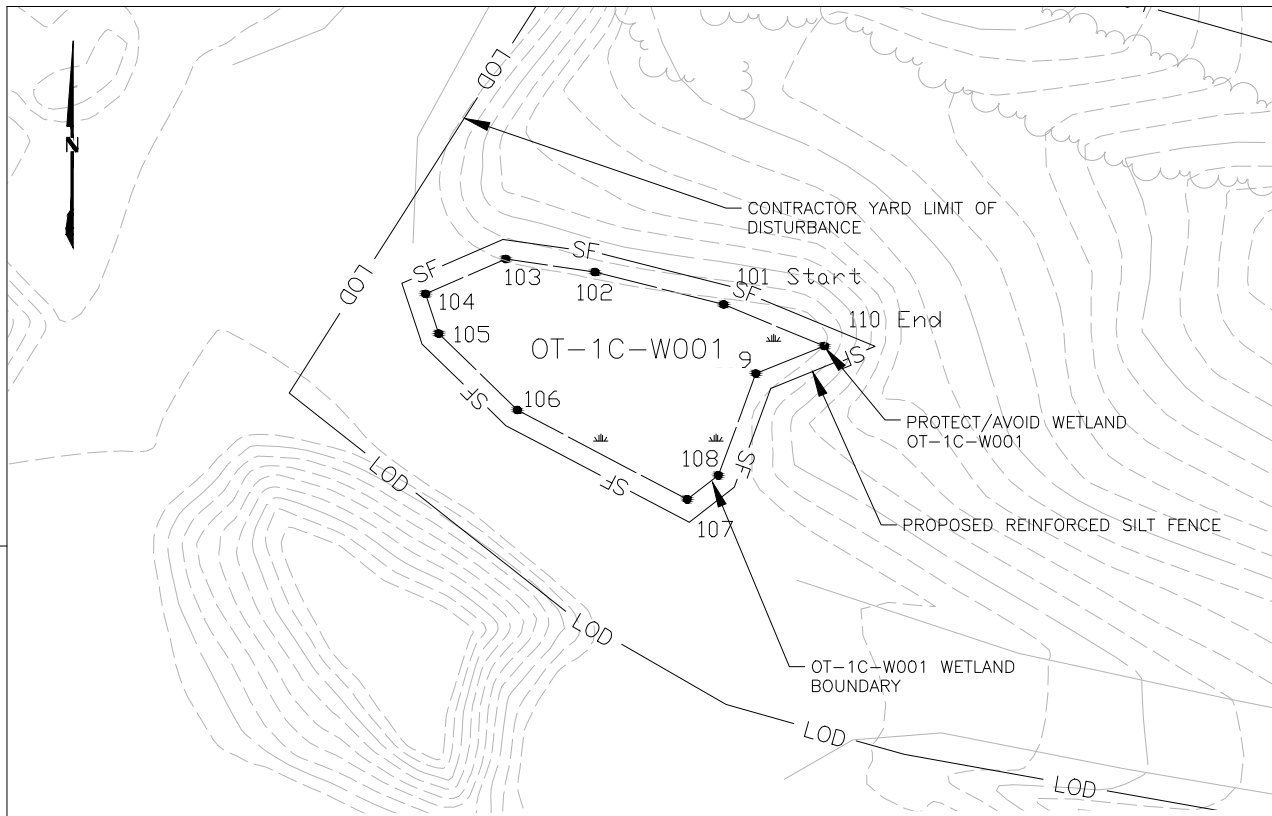 LOD
N
CONTRACTOR YARD LIMIT OF
DISTURBANCE
SF
SF
103
102
101 Start
SF
LOD
104
110 End
105
OT-1C-W001
9
SF
106
SF
PROTECT/AVOID WETLAND
OT-1C-W001
108
SF
LOD
SF
107
PROPOSED REINFORCED SILT FENCE
LOD
OT-1C-W001 WETLAND
BOUNDARY
LOD
LOD